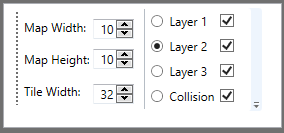 Map Width: 10
Map Height: 10
Tile Width: 32
Layer 1
Layer 2
Layer 3
Collision